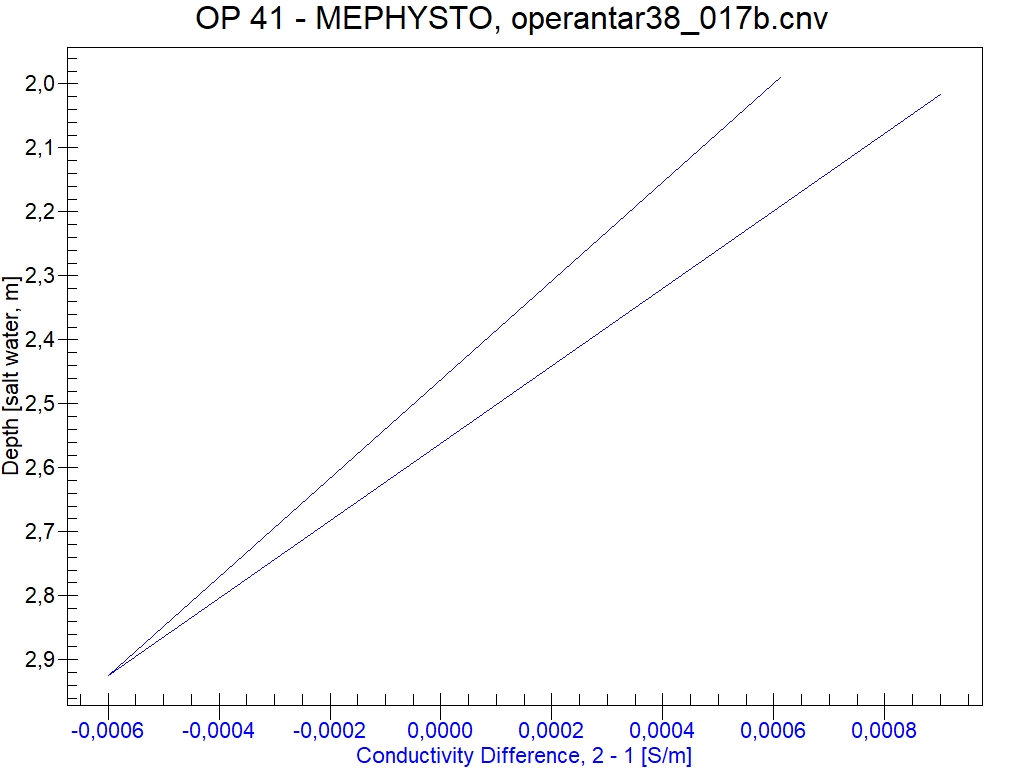 OP 41 - MEPHYSTO, operantar38_017b.cnv
Depth [salt water, m]
2,0
2,1
2,2
2,3
2,4
2,5
2,6
2,7
2,8
2,9
-0,0006 -0,0004 -0,0002 0,0000 0,0002 0,0004 0,0006 0,0008
Conductivity Difference, 2 - 1 [S/m]